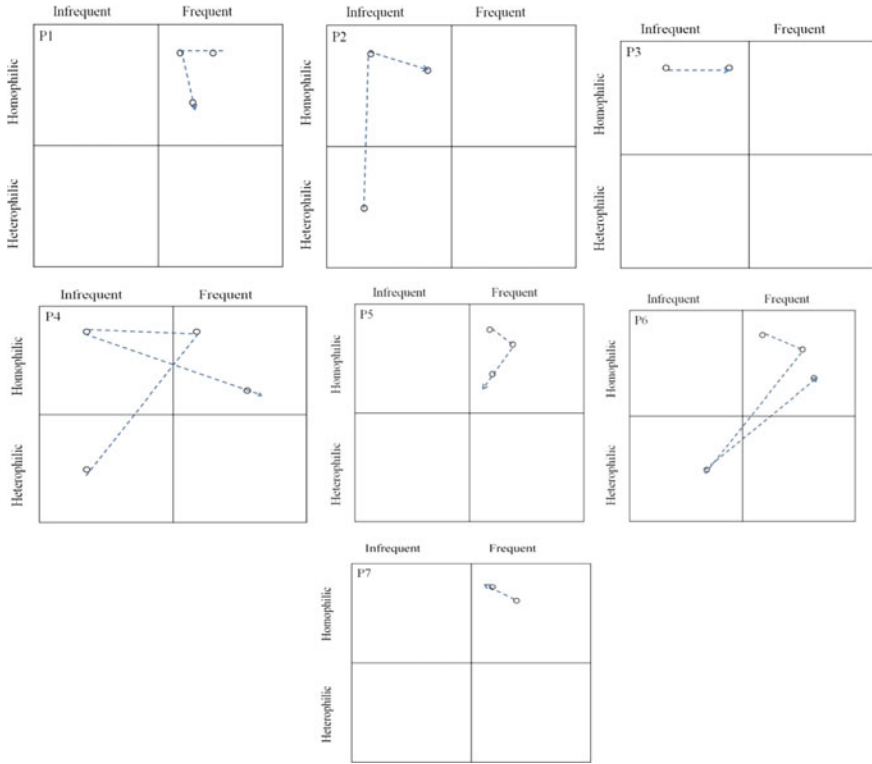 Infrequent Frequent
P1
Homophilic
Heterophilic
Infrequent Frequent
P2
Homophilic
Heterophilic
Infrequent Frequent
P3
Homophilic
Heterophilic
Infrequent Frequent
P4
Homophilic
Heterophilic
Infrequent Frequent
P5
Homophilic
Heterophilic
Infrequent Frequent
P6
Homophilic
Heterophilic
Infrequent Frequent
P7
Homophilic
Heterophilic